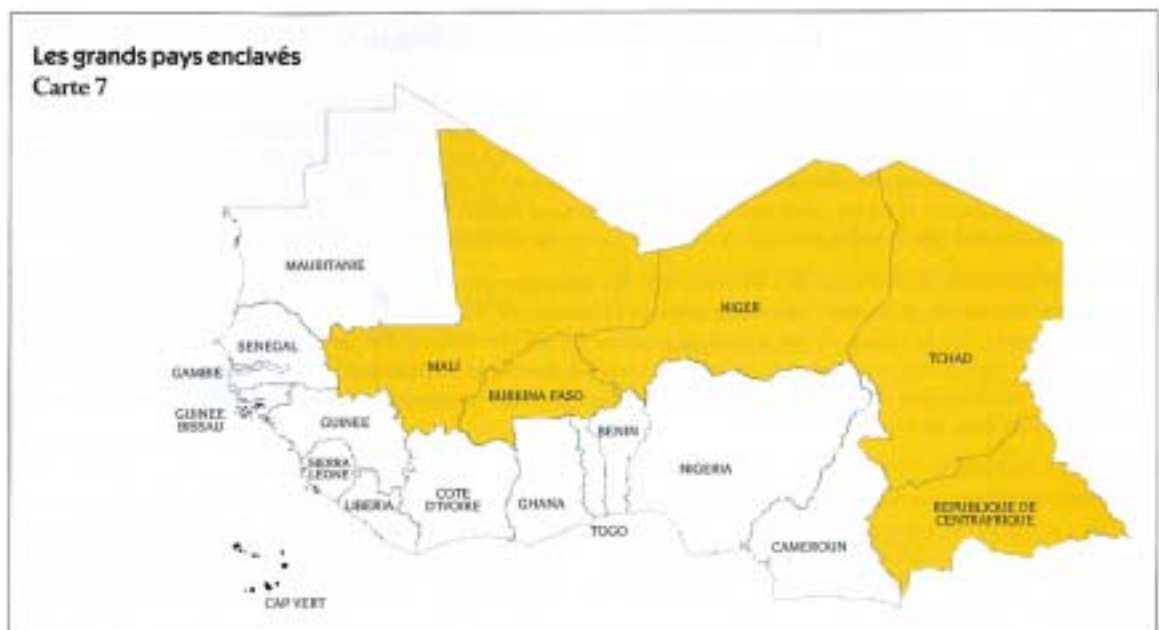 Les grands pays enclavés
Carte 7
MAURITANIE
NIGER
SENEGAL
TCHAD
MALI
GAMBIE
BURKINA FASO
GUINEE
BISSAU
GUINEE
BENIN
SIERRA
LEONE
NIGERIA
COTE
D'IVOIRE
LIBERIA
GHANA
REPUBLIQUE DE
CENTRAFRIQUE
TOGO
CAMEROUN
CAP VERT